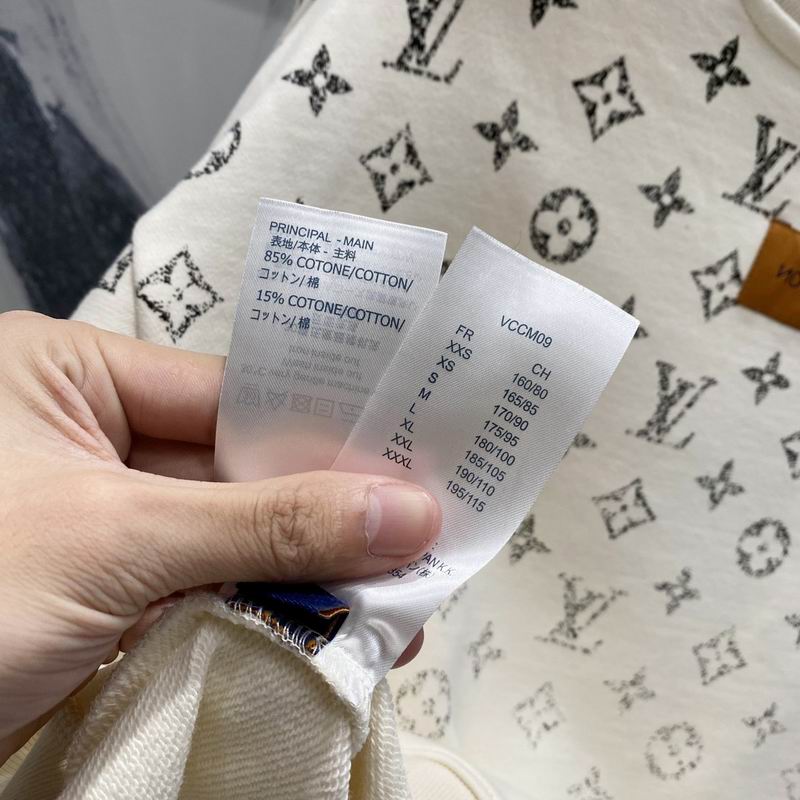 PRINCIPAL - MAIN
表地/本体 - 主料
85% COTONE/COTTON/
コットン/ 棉
15% COTONE/COTTON/
コットン/ 棉
VCCM09
FR CH
XXS 160/80
XS 165/85
S 170/90
M 175/95
L 180/100
XL 185/105
XXL 190/110
XXXL 195/115